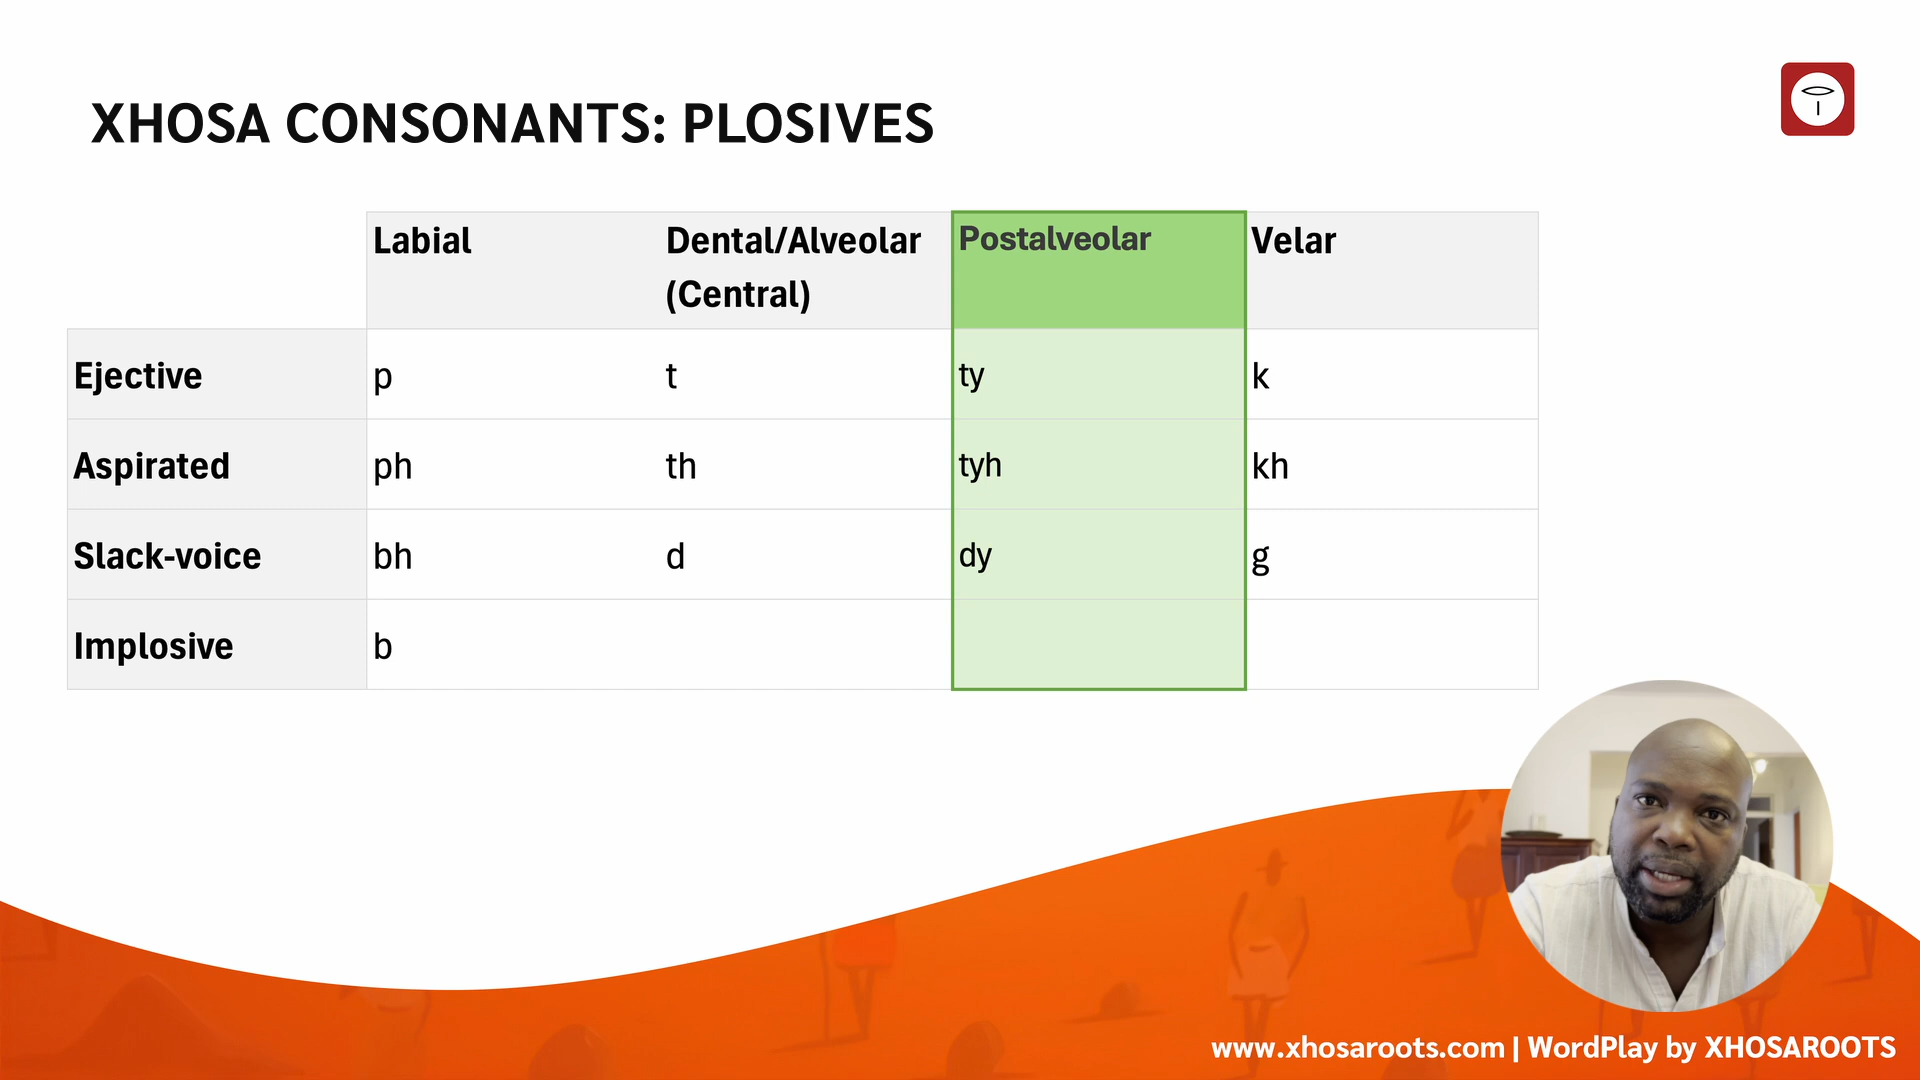 XHOSA CONSONANTS: PLOSIVES
Labial Dental/Alveolar (Central) Postalveolar Velar
Ejective p t ty k
Aspirated ph th tyh kh
Slack-voice bh d dy g
Implosive b
www.xhosaroots.com | WordPlay by XHOSAROOTS